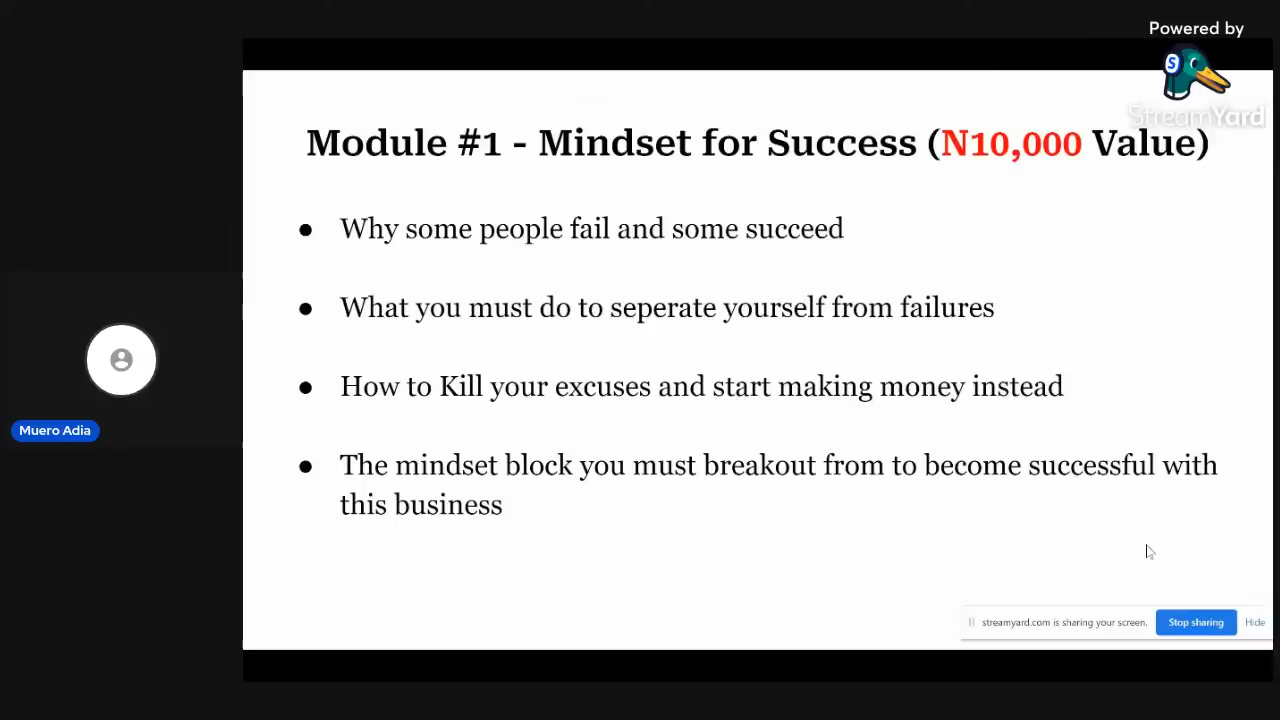 Powered by
StreamYard
Module #1 - Mindset for Success (N10,000 Value)
● Why some people fail and some succeed
● What you must do to seperate yourself from failures
● How to Kill your excuses and start making money instead
● The mindset block you must breakout from to become successful with
this business
Muero Adia
streamyard.com is sharing your screen.
Stop sharing
Hide